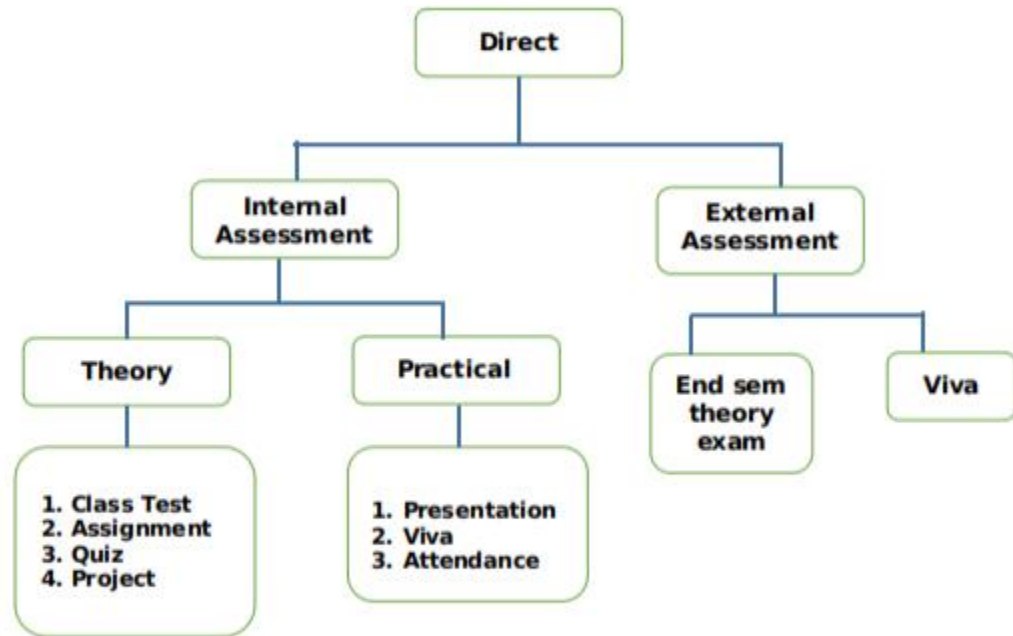 Direct
Internal
Assessment
External
Assessment
Theory
Practical
End sem
theory
exam
Viva
1. Class Test
2. Assignment
3. Quiz
4. Project
1. Presentation
2. Viva
3. Attendance